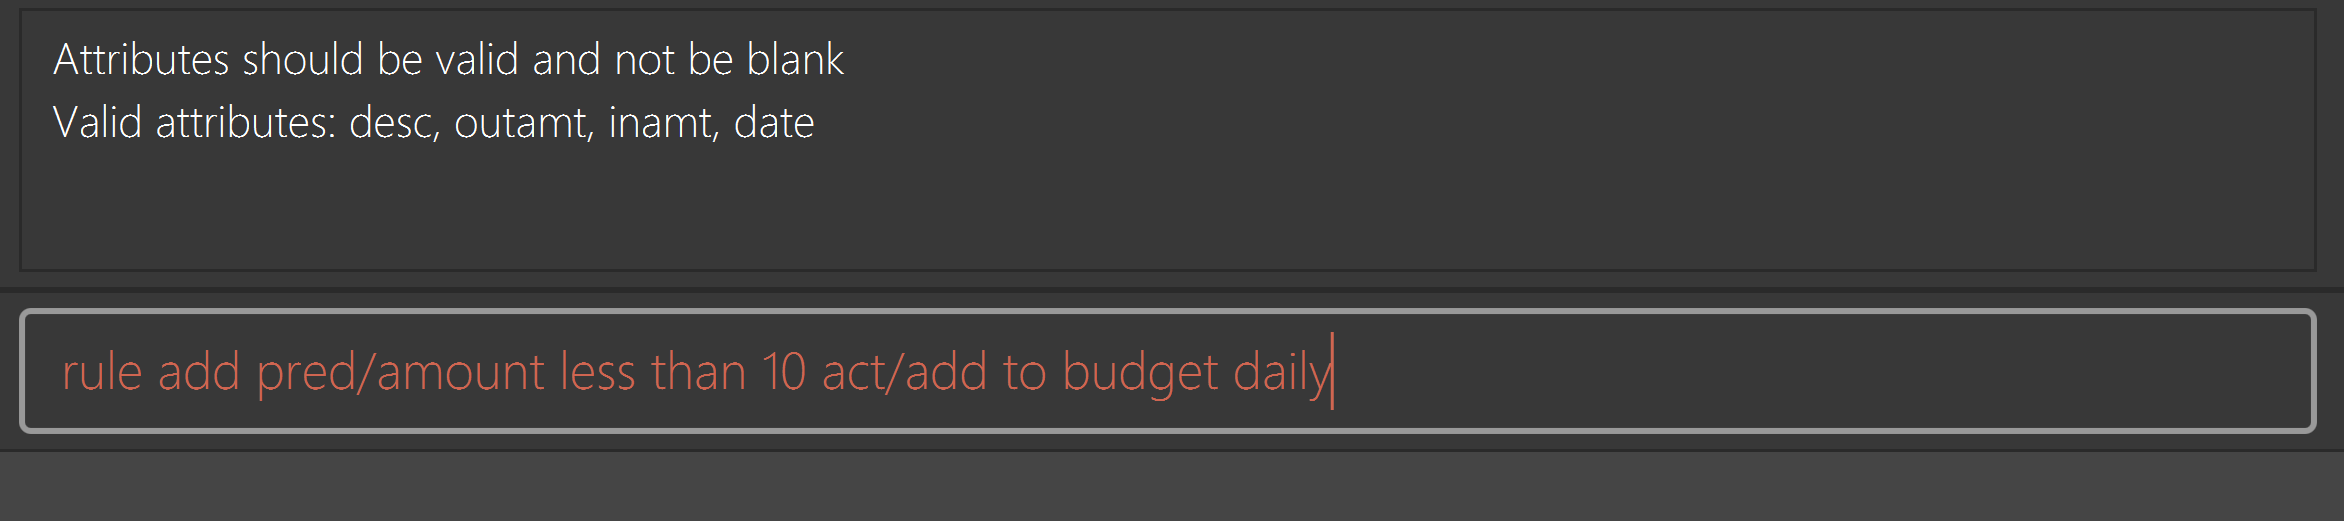 Attributes should be valid and not be blank
Valid attributes: desc, outamt, inamt, date
rule add pred/amount less than 10 act/add to budget daily